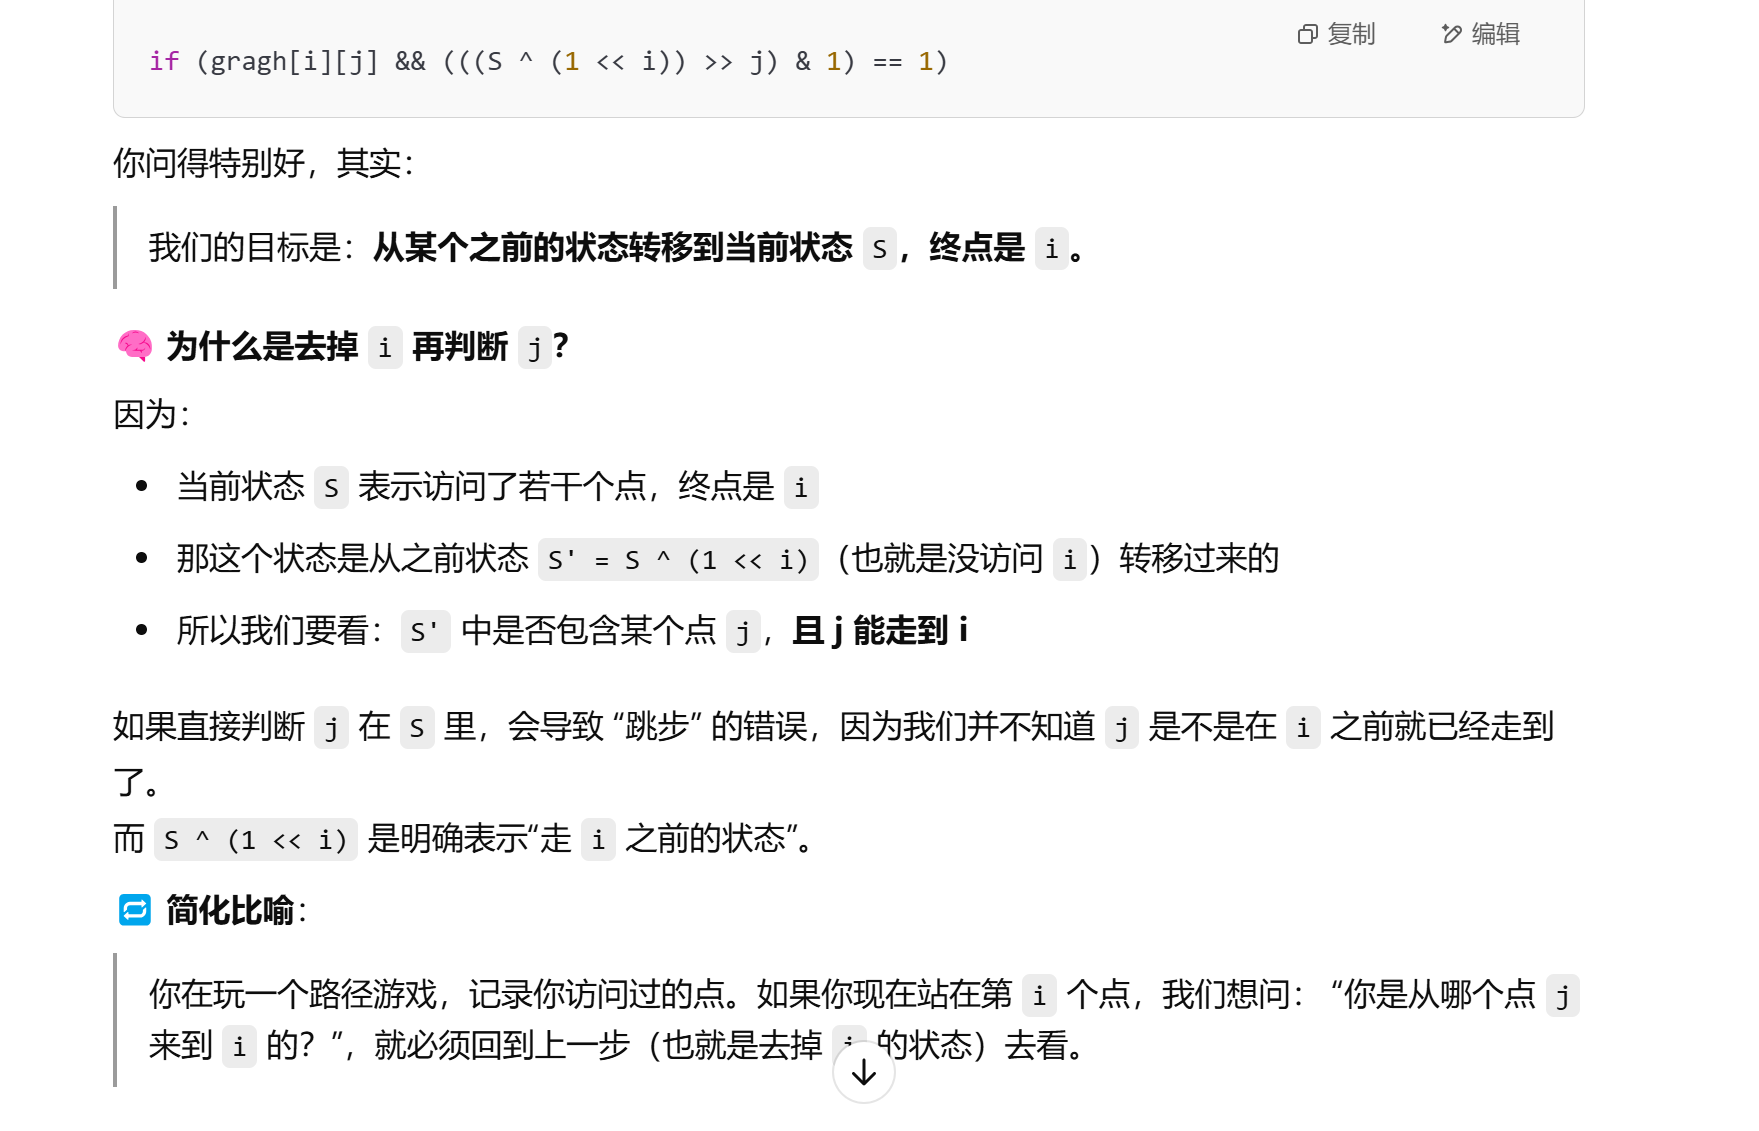 复制 编辑
if (gragh[i][j] && (((S ^ (1 << i)) >> j) & 1) == 1)
你问得特别好，其实：
我们的目标是：从某个之前的状态转移到当前状态 S，终点是 i。
🧠 为什么是去掉 i 再判断 j？
因为：
• 当前状态 S 表示访问了若干个点，终点是 i
• 那这个状态是从之前状态 S' = S ^ (1 << i)（也就是没访问 i）转移过来的
• 所以我们要看：S' 中是否包含某个点 j，且 j 能走到 i
如果直接判断 j 在 S 里，会导致 “跳步” 的错误，因为我们并不知道 j 是不是在 i 之前就已经走到
了。
而 S ^ (1 << i) 是明确表示“走 i 之前的状态”。
🔁 简化比喻：
你在玩一个路径游戏，记录你访问过的点。如果你现在站在第 i 个点，我们想问：“你是从哪个点 j
来到 i 的？”，就必须回到上一步（也就是去掉 i 的状态）去看。